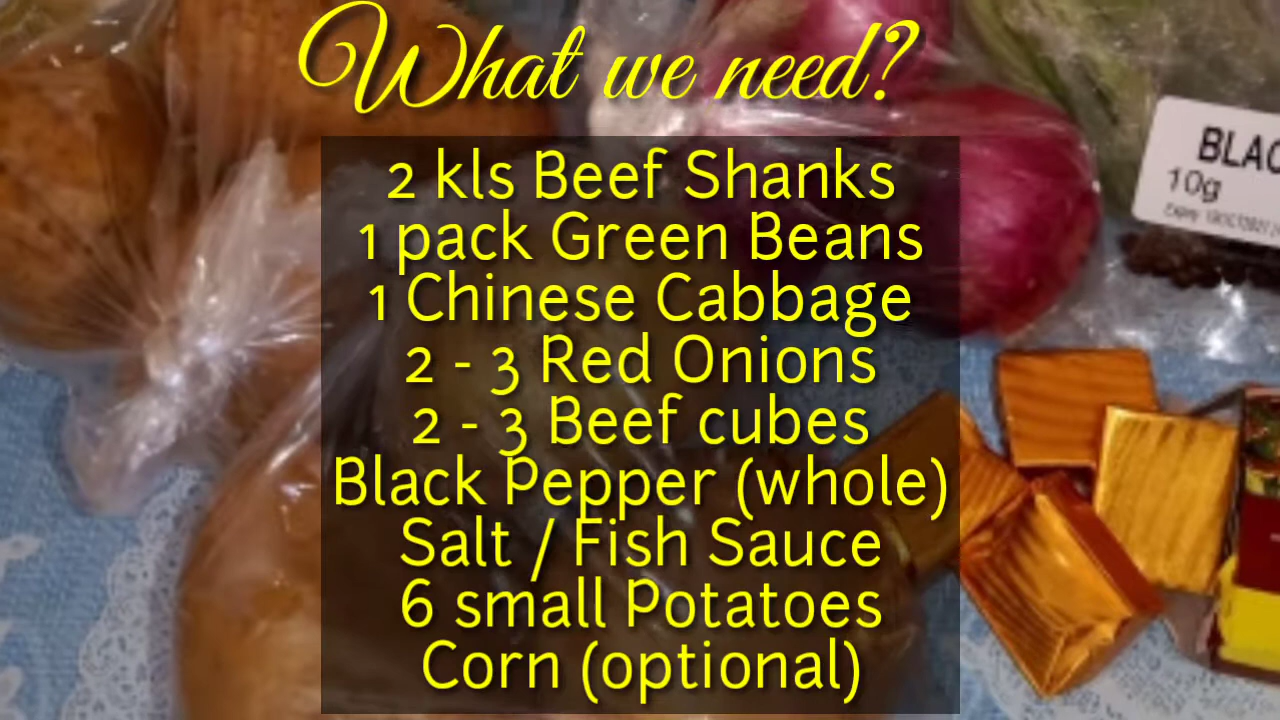 What we need?
2 kls Beef Shanks
1 pack Green Beans
1 Chinese Cabbage
2 - 3 Red Onions
2 - 3 Beef cubes
Black Pepper (whole)
Salt / Fish Sauce
6 small Potatoes
Corn (optional)
BLAC
10g